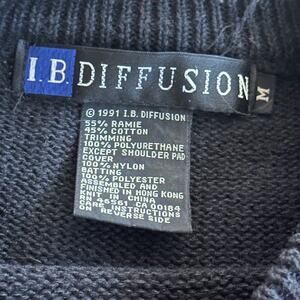 I.B. DIFFUSION
M
© 1991 I.B. DIFFUSION
55% RAMIE
45% COTTON
TRIMMING
100% POLYURETHANE
EXCEPT SHOULDER PAD
COVER
100% NYLON
BATTING
100% POLYESTER
ASSEMBLED AND
FINISHED IN HONG KONG
KNIT IN CHINA
RN 46561 CA 00184
CARE INSTRUCTIONS
ON REVERSE SIDE